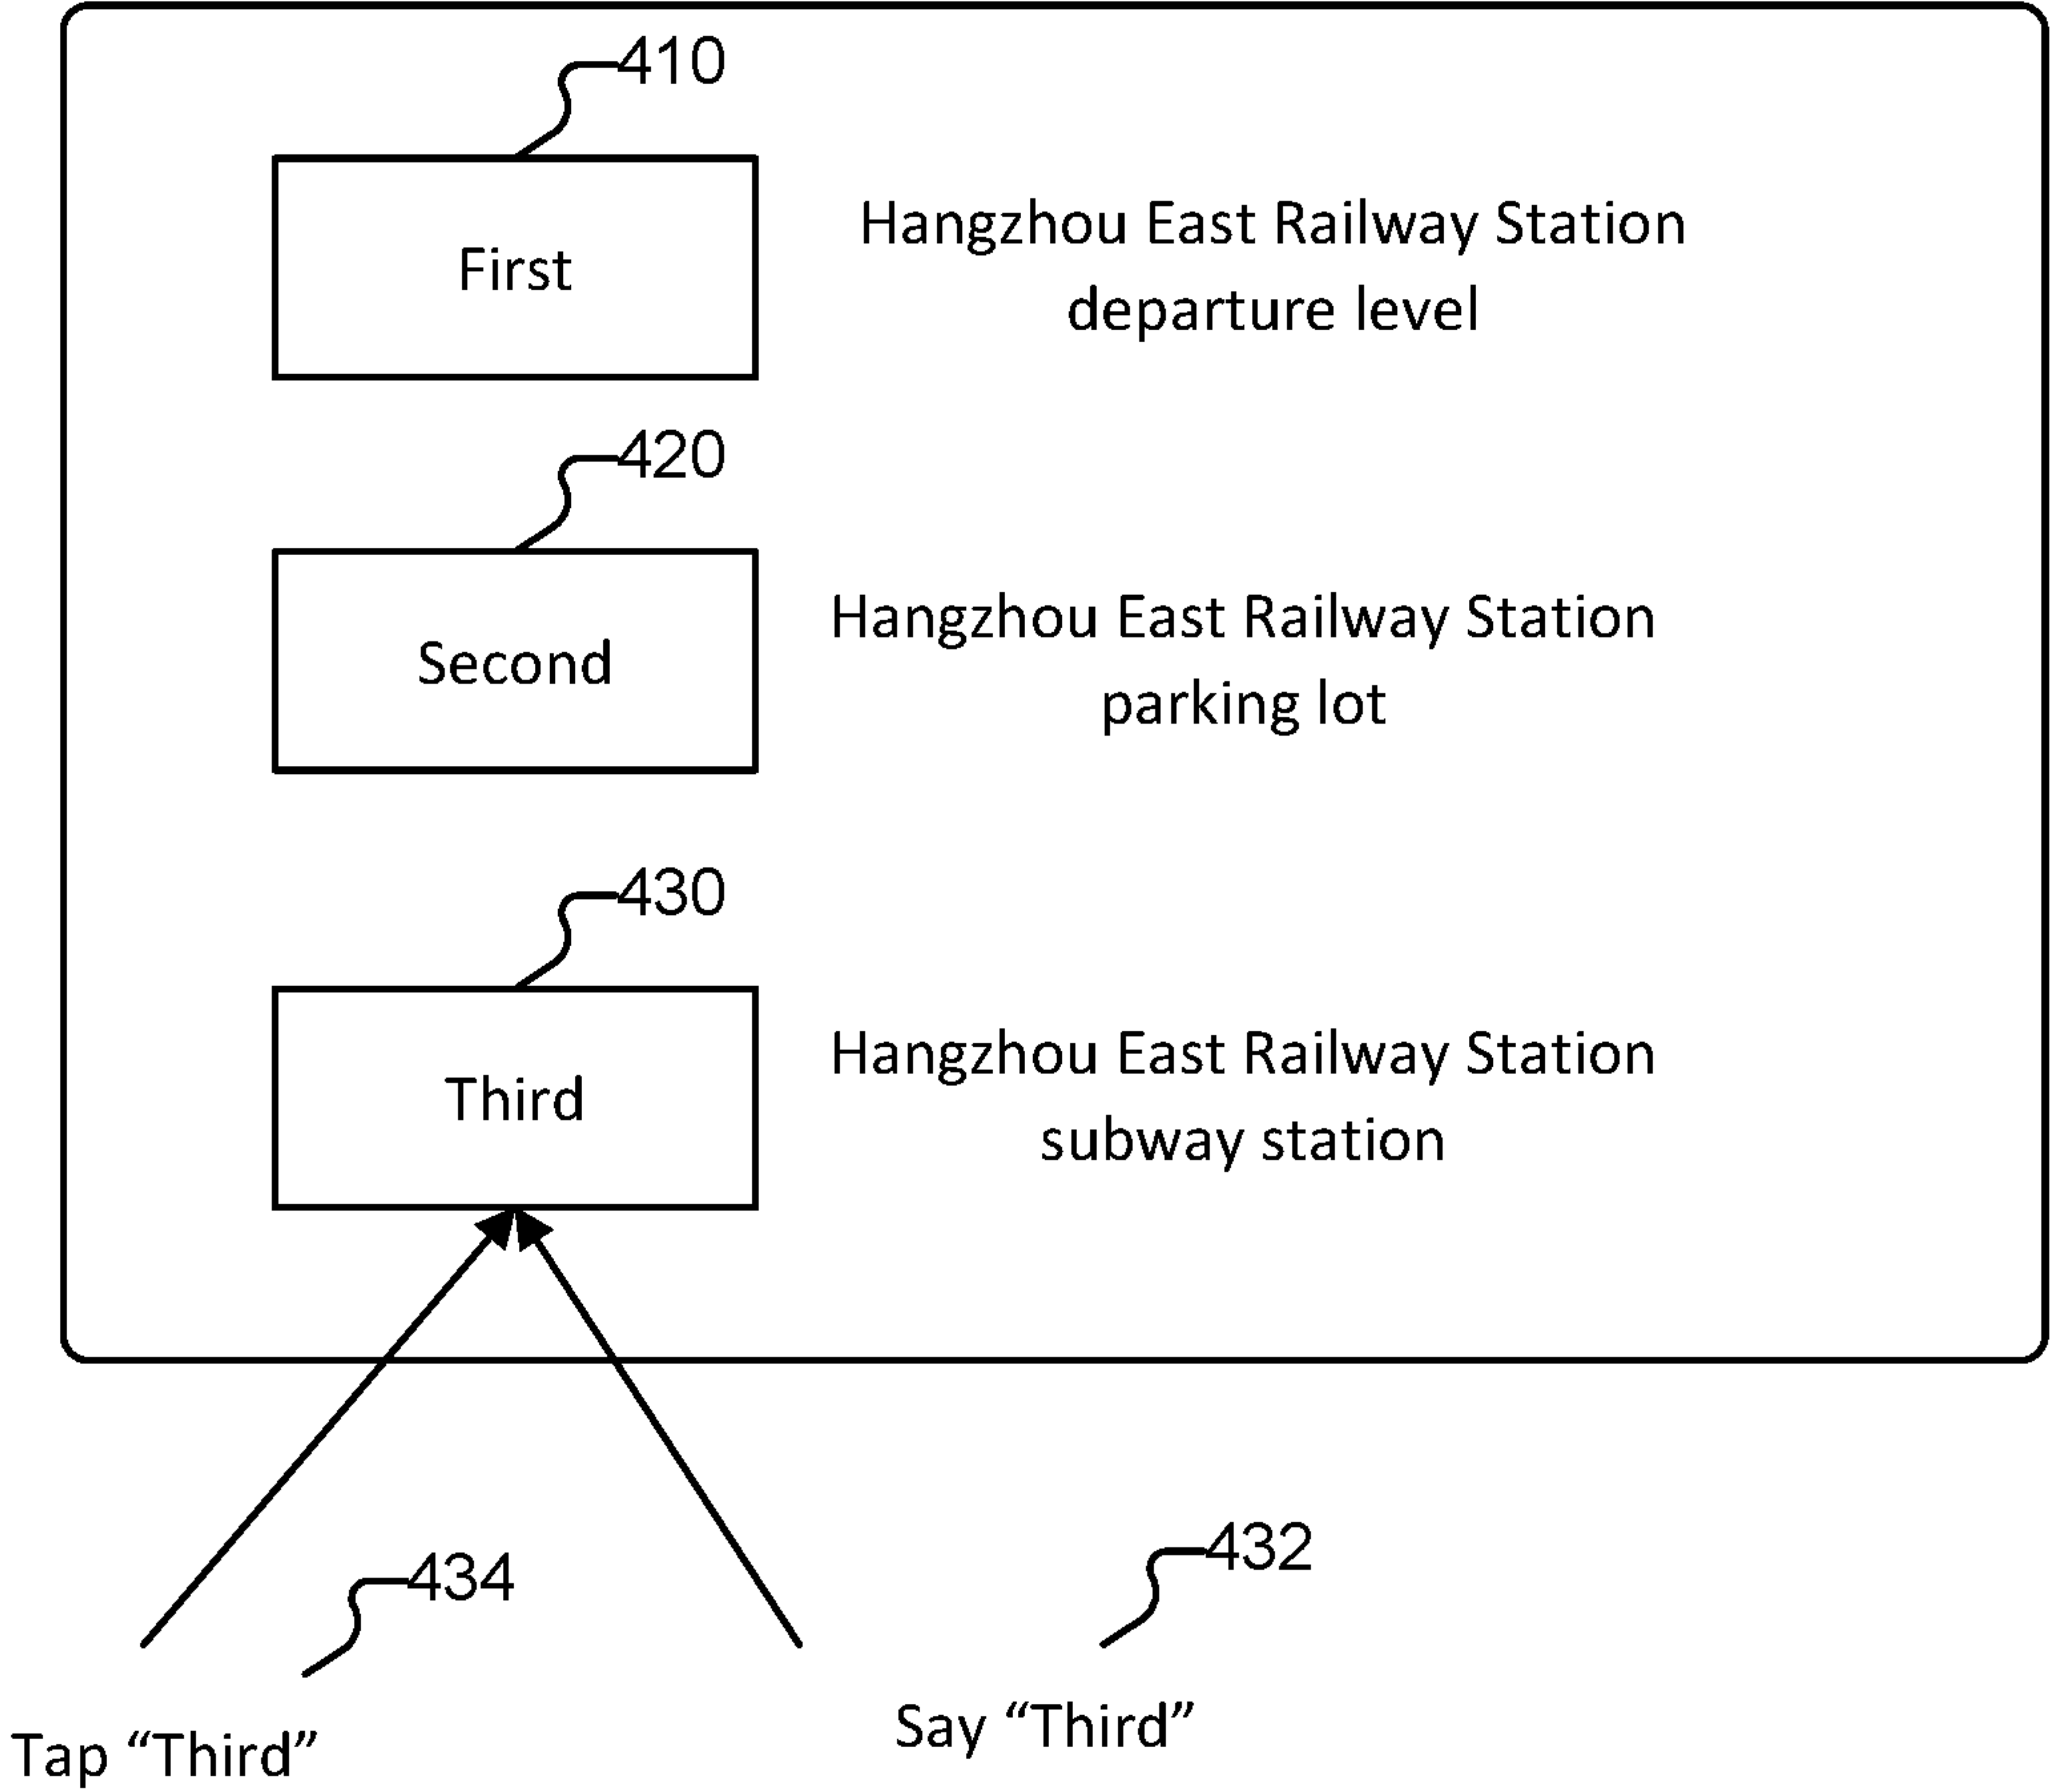 410
First
Hangzhou East Railway Station
departure level
420
Second
Hangzhou East Railway Station
parking lot
430
Third
Hangzhou East Railway Station
subway station
434
432
Tap “Third”
Say “Third”